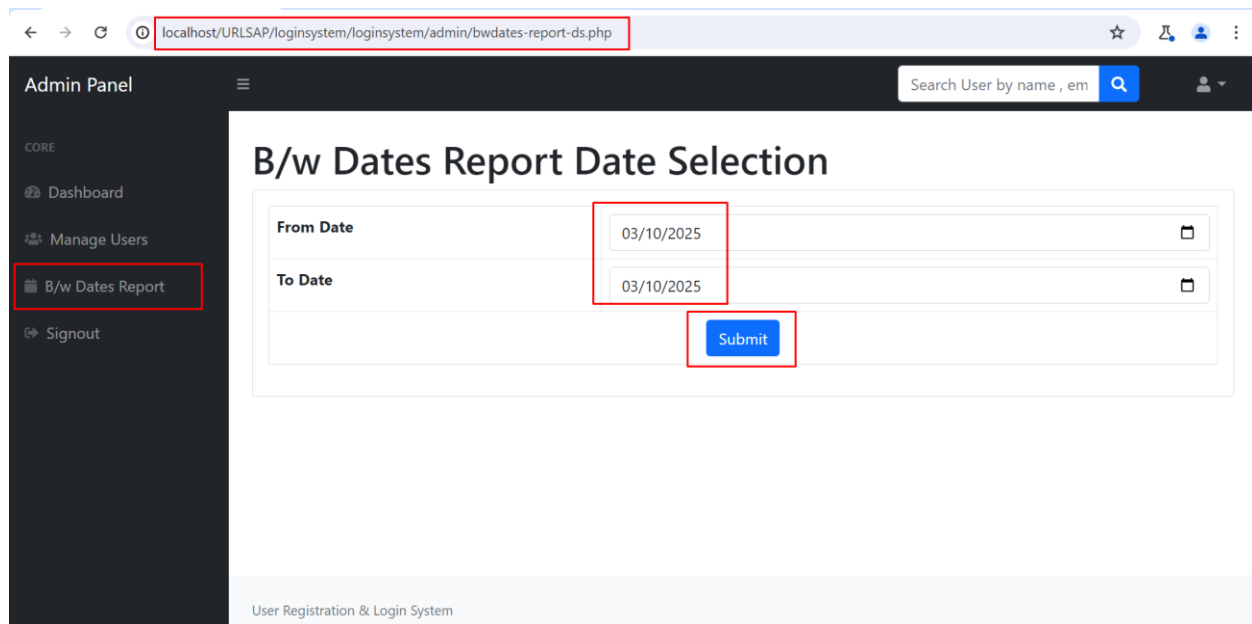 localhost/URLSAP/loginsystem/loginsystem/admin/bwdates-report-ds.php
Admin Panel
Search User by name , em
CORE
Dashboard
Manage Users
B/w Dates Report
Signout
B/w Dates Report Date Selection
From Date 03/10/2025
To Date 03/10/2025
Submit
User Registration & Login System